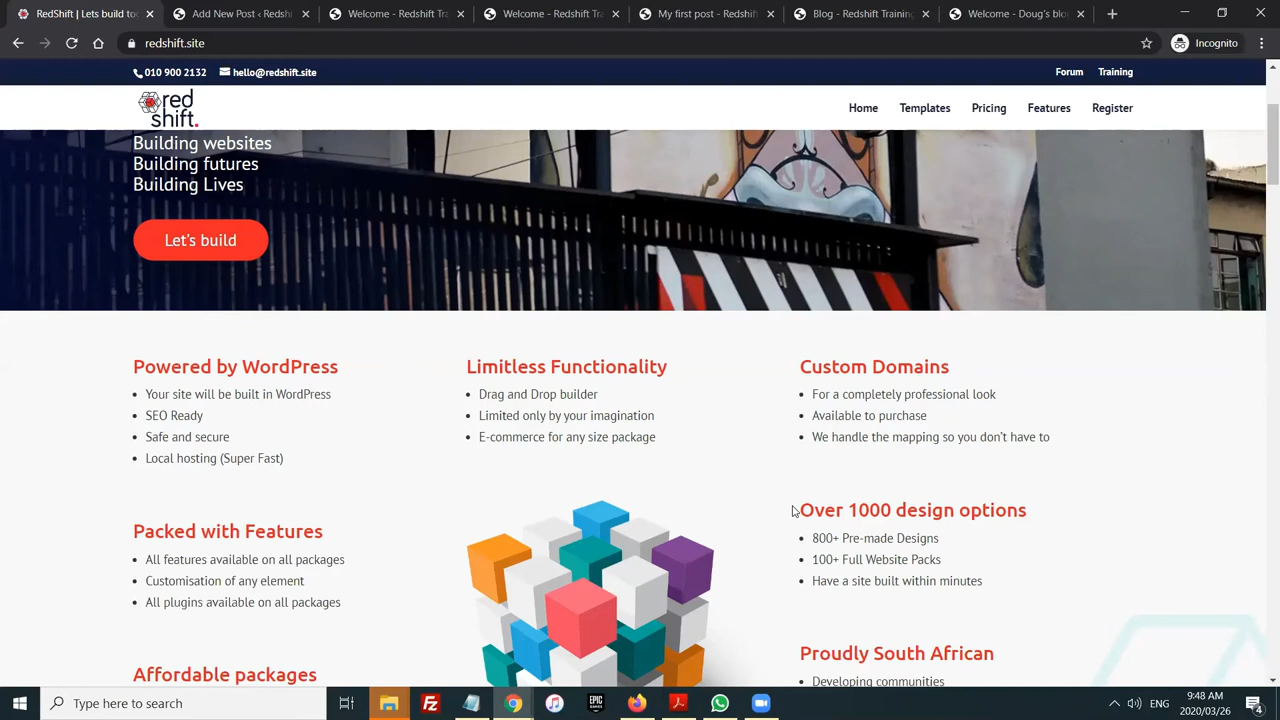 RedShift | Lets build to
Add New Post ‹ Redsh
Welcome - Redshift Tra
Welcome - Redshift Tra
My first post - Redshift
Blog - Redshift Training
Welcome - Doug's blo
redshift.site
Incognito
010 900 2132
hello@redshift.site
Forum
Training
red
shift.
Home
Templates
Pricing
Features
Register
Building websites
Building futures
Building Lives
Let's build
Powered by WordPress
Your site will be built in WordPress
SEO Ready
Safe and secure
Local hosting (Super Fast)
Limitless Functionality
Drag and Drop builder
Limited only by your imagination
E-commerce for any size package
Custom Domains
For a completely professional look
Available to purchase
We handle the mapping so you don't have to
Packed with Features
All features available on all packages
Customisation of any element
All plugins available on all packages
Over 1000 design options
800+ Pre-made Designs
100+ Full Website Packs
Have a site built within minutes
Affordable packages
Proudly South African
Developing communities
Type here to search
EPIC
GAMES
ENG
9:48 AM
2020/03/26
4